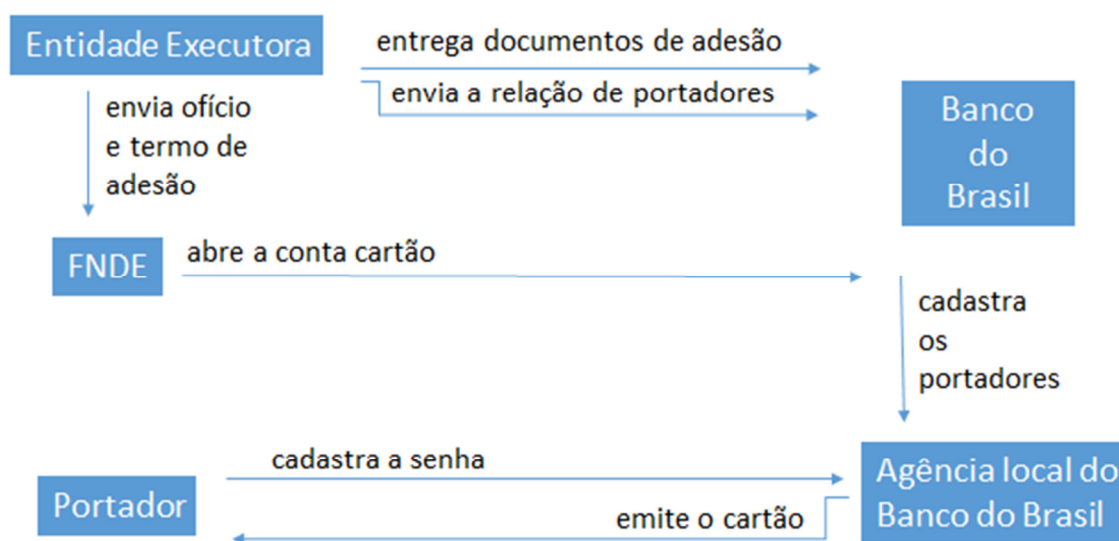 Entidade Executora
entrega documentos de adesão
envia a relação de portadores
envia ofício
e termo de
adesão
Banco
do
Brasil
FNDE
abre a conta cartão
cadastra
os
portadores
cadastra a senha
Portador
emite o cartão
Agência local do
Banco do Brasil